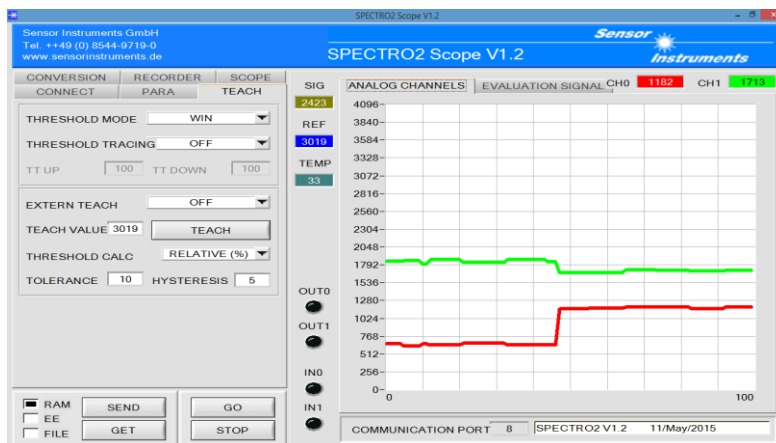 SPECTRO2 Scope V1.2
Sensor Instruments GmbH
Tel. ++49 (0) 8544-9719-0
www.sensorinstruments.de
SPECTRO2 Scope V1.2
Sensor
Instruments
CONVERSION RECORDER SCOPE
CONNECT PARA TEACH
THRESHOLD MODE WIN
THRESHOLD TRACING OFF
TT UP 100 TT DOWN 100
EXTERN TEACH OFF
TEACH VALUE 3019 TEACH
THRESHOLD CALC RELATIVE (%)
TOLERANCE 10 HYSTERESIS 5
RAM
EE
FILE
SEND GO
GET STOP
SIG
2423
REF
3019
TEMP
33
OUT0
OUT1
IN0
IN1
ANALOG CHANNELS EVALUATION SIGNAL CH0 1182 CH1 1713
4096
3840
3584
3328
3072
2816
2560
2304
2048
1792
1536
1280
1024
768
512
256
0
0 100
COMMUNICATION PORT 8 SPECTRO2 V1.2 11/May/2015